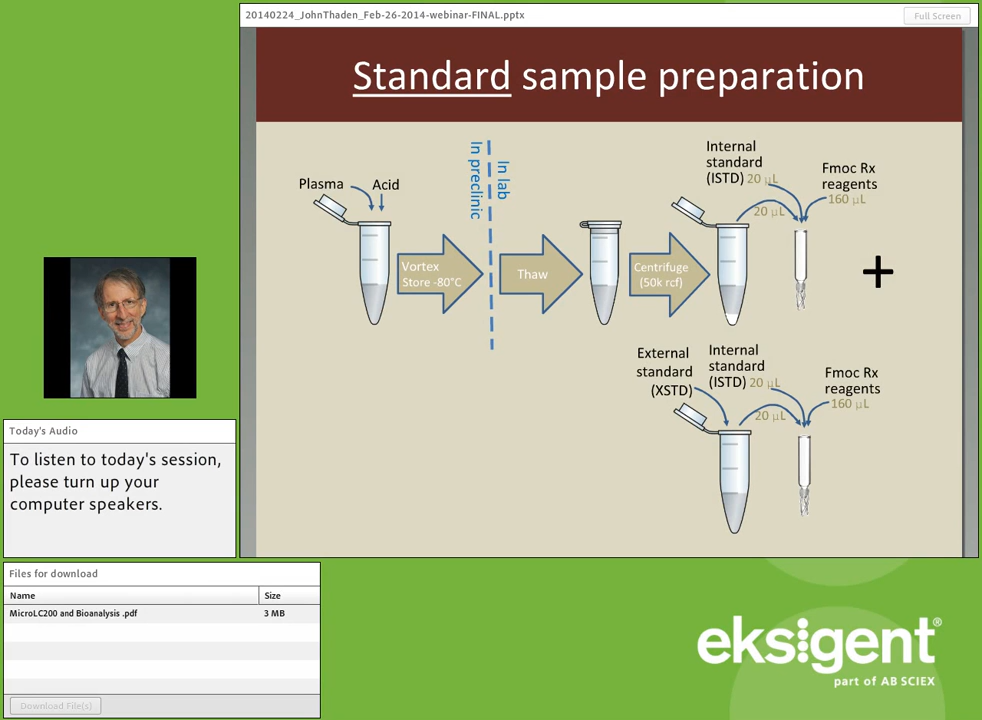 20140224_JohnThaden_Feb-26-2014-webinar-FINAL.pptx
Full Screen
Standard sample preparation
Plasma
Acid
In preclinic
In lab
Vortex
Store -80°C
Thaw
Centrifuge
(50k rcf)
Internal
standard
(ISTD) 20 µL
20 µL
Fmoc Rx
reagents
160 µL
+
External
standard
(XSTD)
Internal
standard
(ISTD) 20 µL
20 µL
Fmoc Rx
reagents
160 µL
Today's Audio
To listen to today's session,
please turn up your
computer speakers.
Files for download
Name
Size
MicroLC200 and Bioanalysis .pdf
3 MB
Download File(s)
eksigent®
part of AB SCIEX